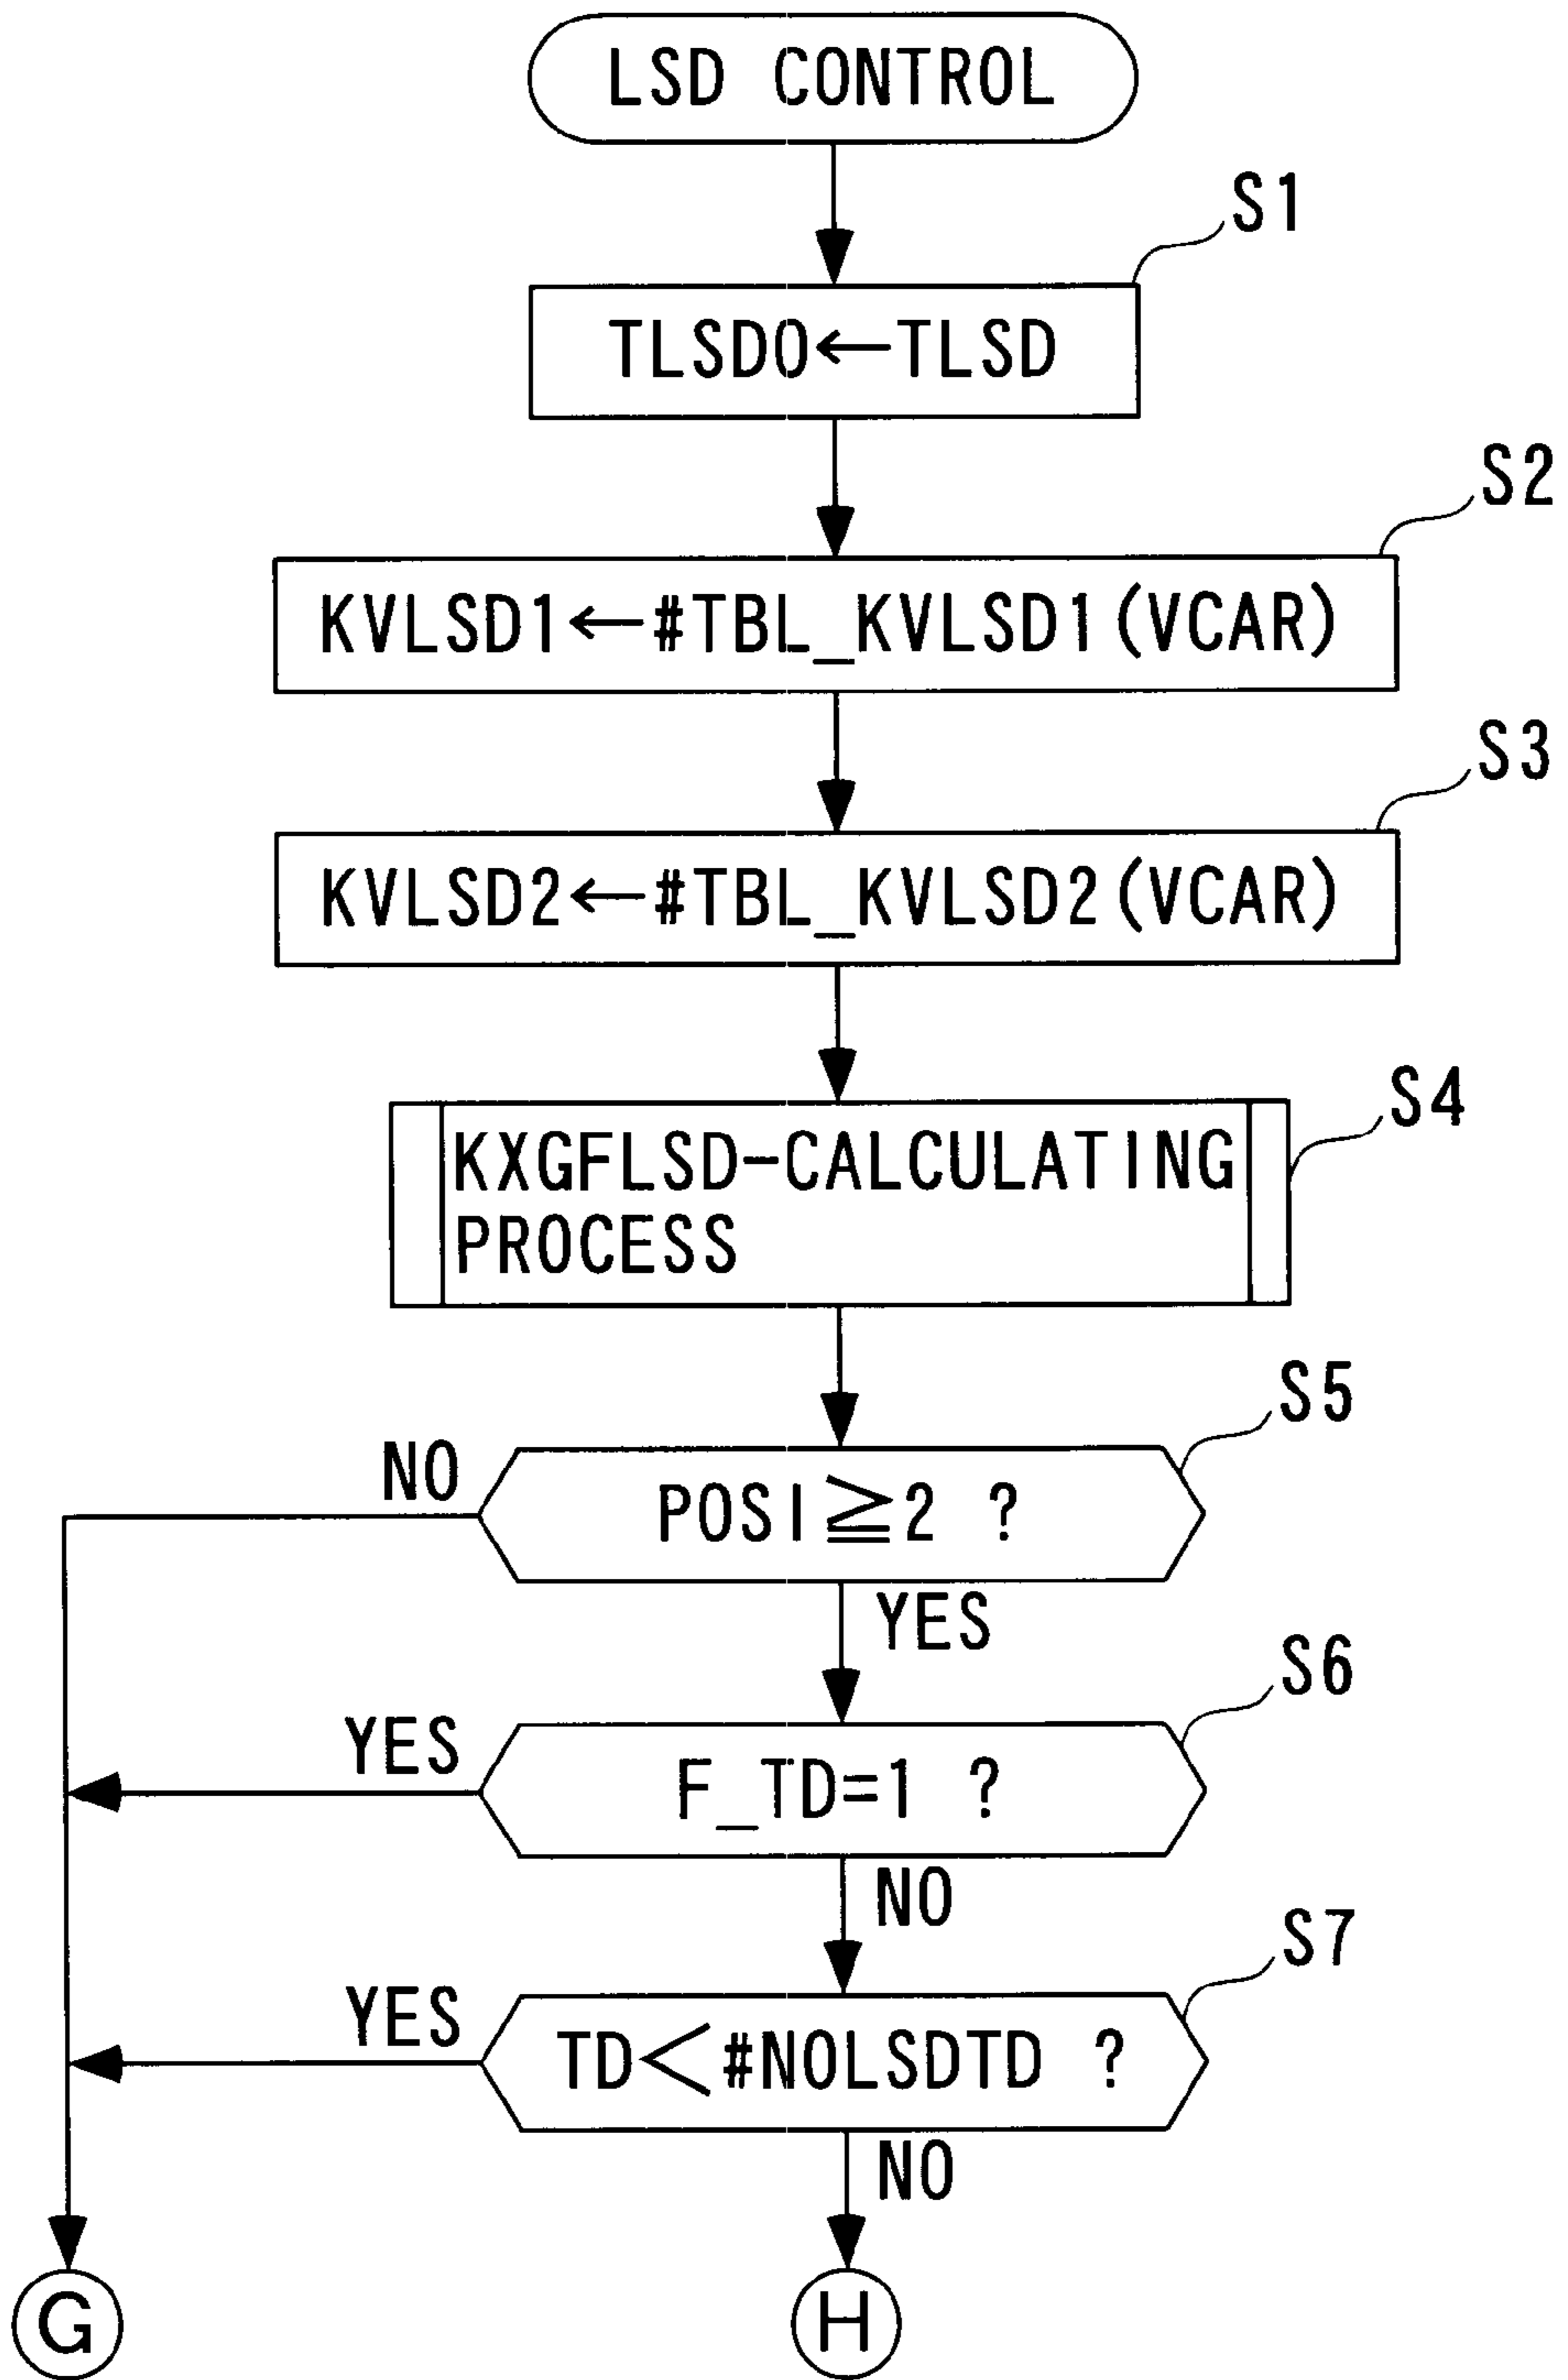 LSD CONTROL
S1
TLSDO←TLSD
S2
KVLSD1←#TBL_KVLSD1(VCAR)
S3
KVLSD2←#TBL_KVLSD2(VCAR)
S4
KXGFLSD-CALCULATING
PROCESS
S5
NO
POSI≧2 ?
YES
S6
YES
F_TD=1 ?
NO
S7
YES
TD<#NOLSDTD ?
NO
G
H